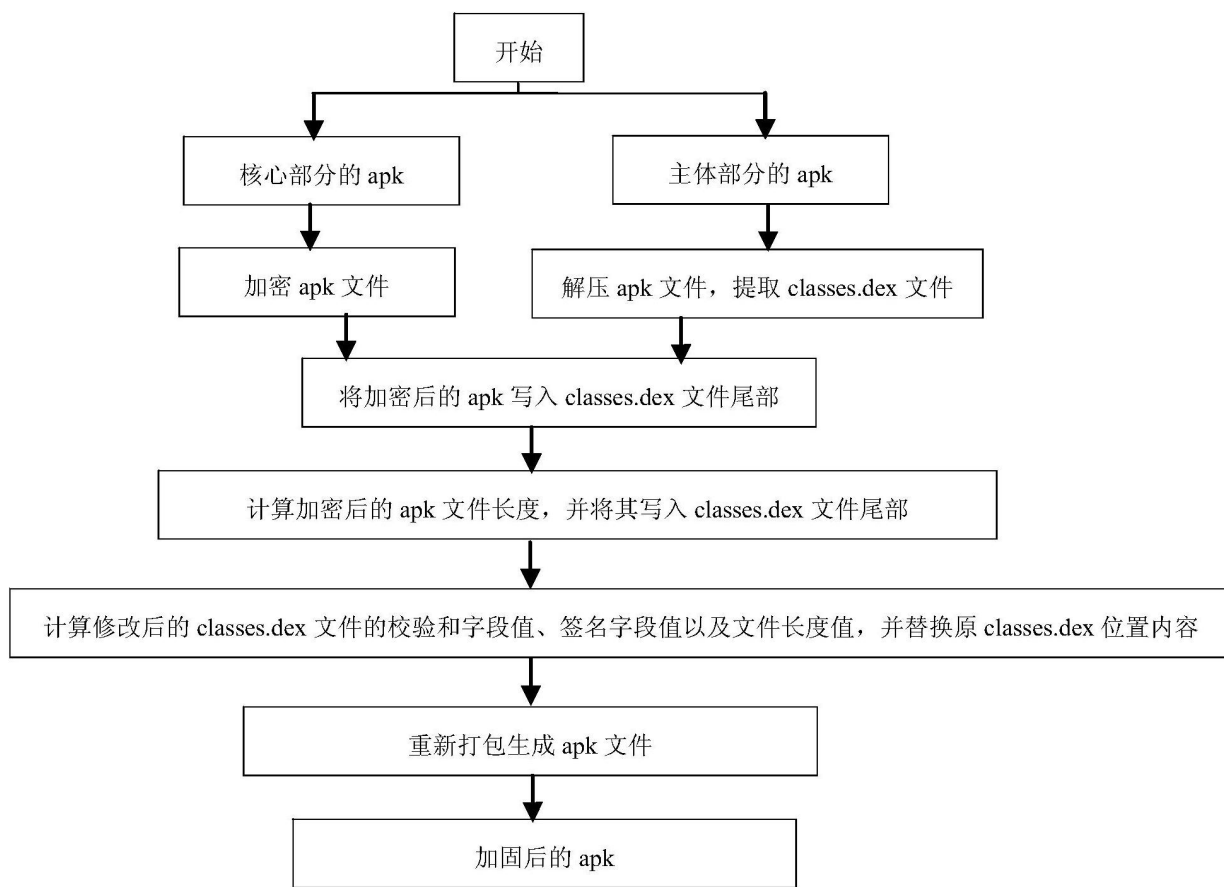 开始
核心部分的 apk
主体部分的 apk
加密 apk 文件
解压 apk 文件，提取 classes.dex 文件
将加密后的 apk 写入 classes.dex 文件尾部
计算加密后的 apk 文件长度，并将其写入 classes.dex 文件尾部
计算修改后的 classes.dex 文件的校验和字段值、签名字段值以及文件长度值，并替换原 classes.dex 位置内容
重新打包生成 apk 文件
加固后的 apk